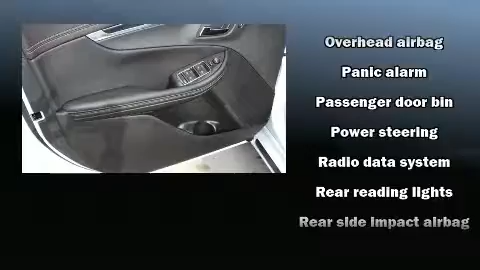 Overhead airbag
Panic alarm
Passenger door bin
Power steering
Radio data system
Rear reading lights
Rear side impact airbag